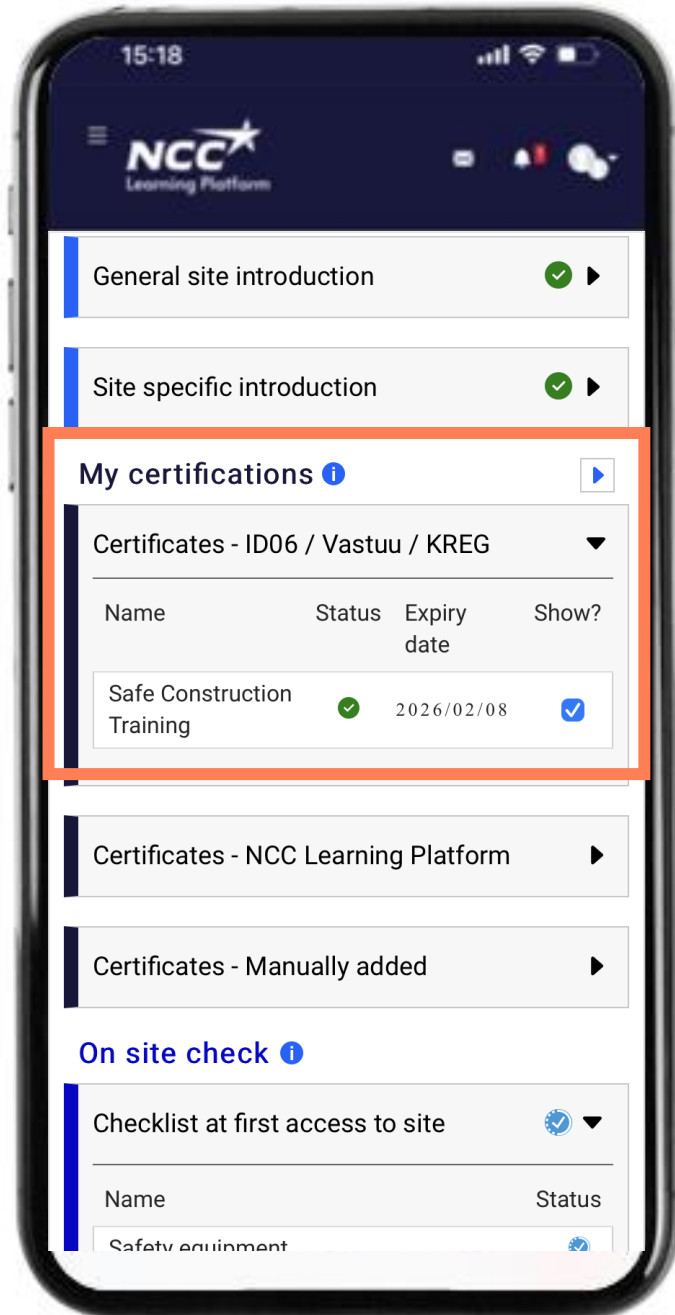 15:18
NCC
Learning Platform
General site introduction
Site specific introduction
My certifications
Certificates - ID06 / Vastuu / KREG
Name Status Expiry date Show?
Safe Construction Training 2026/02/08
Certificates - NCC Learning Platform
Certificates - Manually added
On site check
Checklist at first access to site
Name Status
Safety equipment